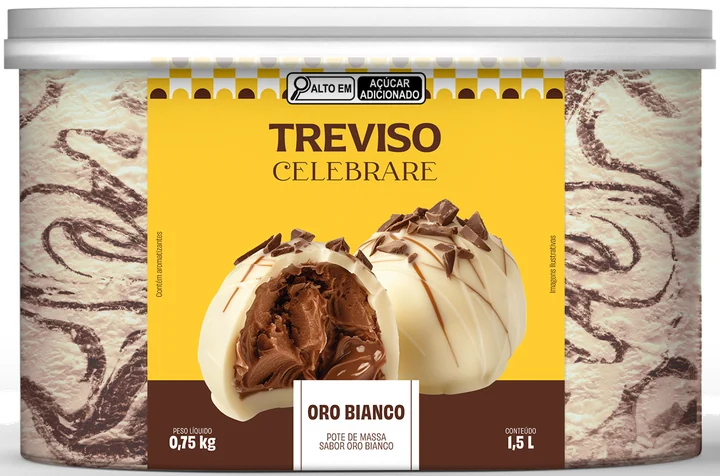 ALTO EM
AÇÚCAR
ADICIONADO
TREVISO
CELEBRARE
Contém aromatizantes
Imagens Ilustrativas
ORO BIANCO
POTE DE MASSA
SABOR ORO BIANCO
PESO LÍQUIDO
0,75 kg
CONTEÚDO
1,5 L